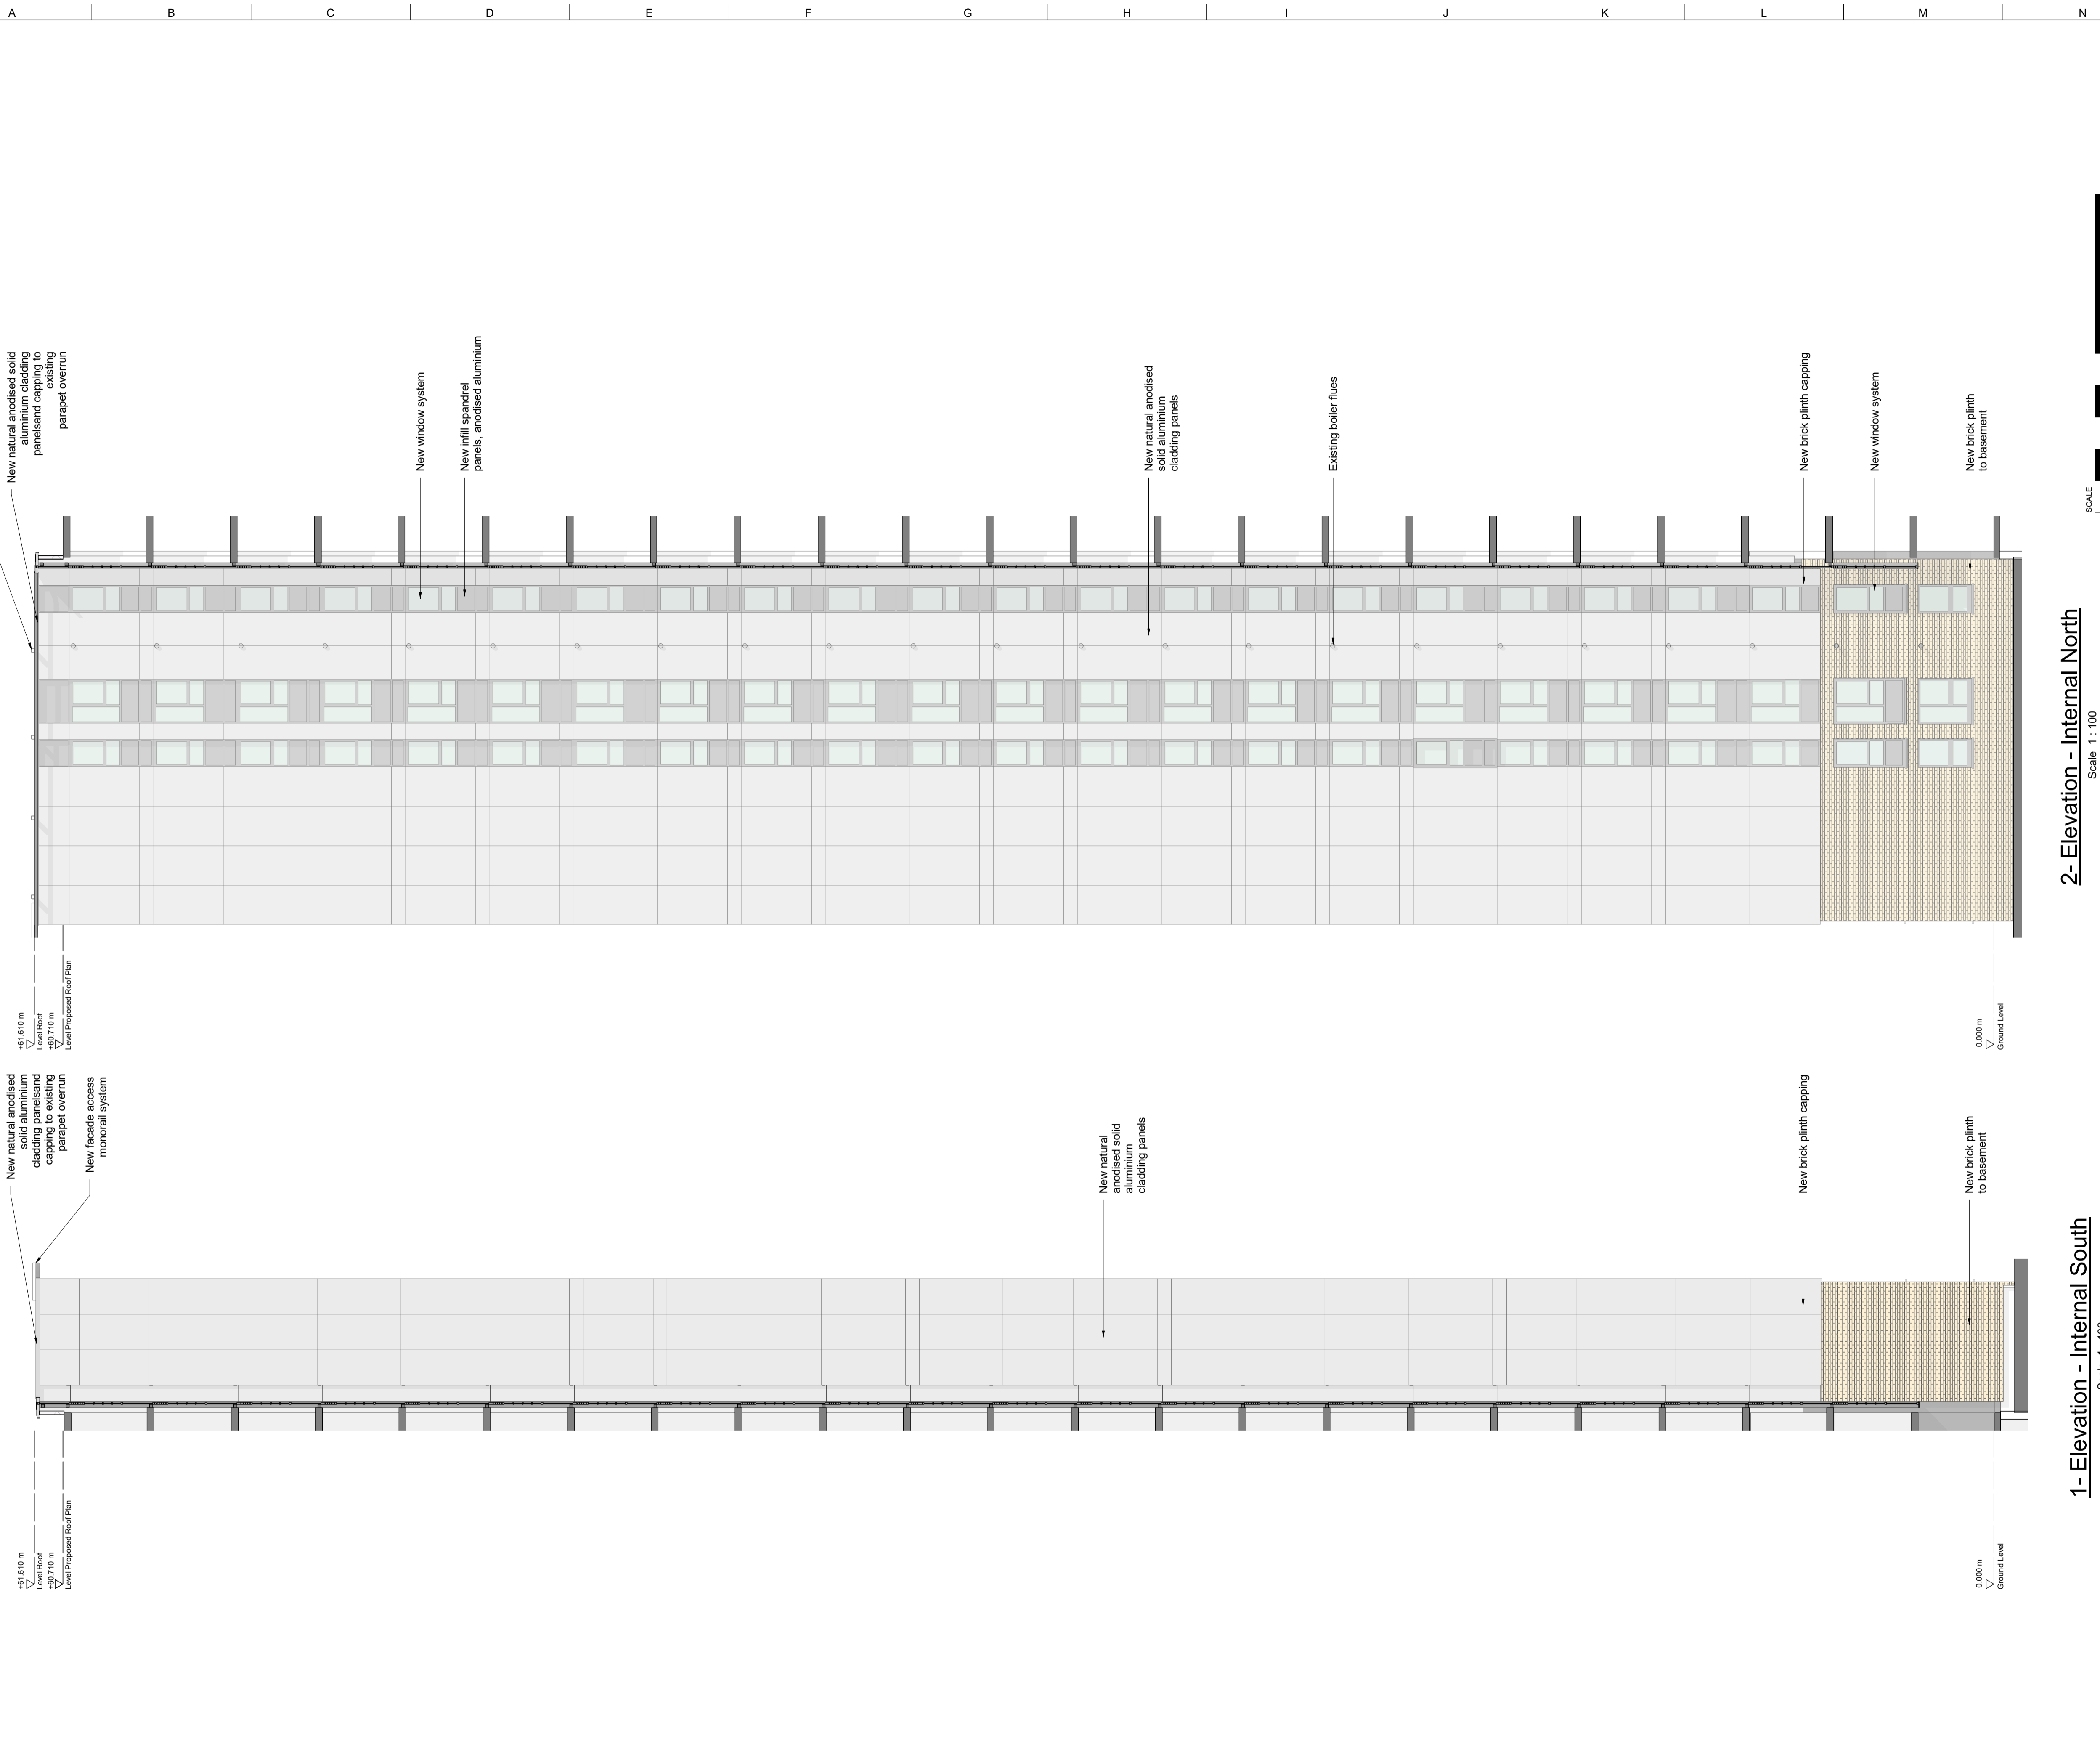 A
B
C
D
E
F
G
H
I
J
K
L
M
N
New natural anodised solid
aluminium cladding
panelsand capping to
existing
parapet overrun
New window system
New infill spandrel
panels, anodised aluminium
New natural anodised
solid aluminium
cladding panels
Existing boiler flues
New brick plinth capping
New window system
New brick plinth
to basement
+61.610 m
Level Roof
+60.710 m
Level Proposed Roof Plan
0.000 m
Ground Level
2- Elevation - Internal North
Scale 1 : 100
SCALE
New natural anodised
solid aluminium
cladding panelsand
capping to existing
parapet overrun
New facade access
monorail system
New natural
anodised solid
aluminium
cladding panels
New brick plinth capping
New brick plinth
to basement
+61.610 m
Level Roof
+60.710 m
Level Proposed Roof Plan
0.000 m
Ground Level
1- Elevation - Internal South